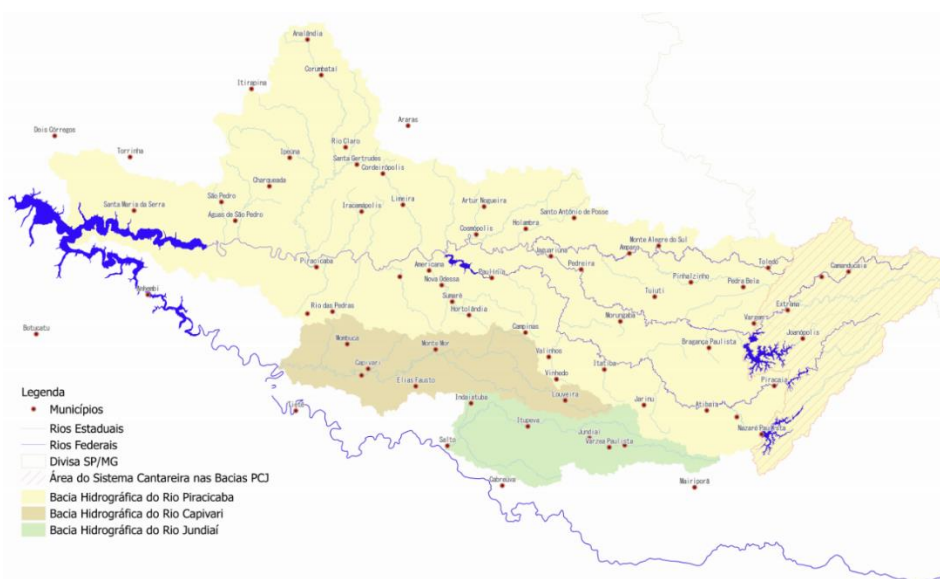 Analândia
Corumbataí
Itirapina
Araras
Dois Córregos
Torrinha
Rio Claro
Ipeúna
Santa Gertrudes
Cordeirópolis
Charqueada
São Pedro
Santa Maria da Serra
Iracemápolis
Limeira
Artur Nogueira
Águas de São Pedro
Santo Antônio de Posse
Holambra
Cosmópolis
Monte Alegre do Sul
Jaguariúna
Amparo
Piracicaba
Americana
Pedreira
Toledo
Camanducaia
Paulínia
Nova Odessa
Pinhalzinho
Pedra Bela
Anhembi
Sumaré
Tuiuti
Extrema
Rio das Pedras
Hortolândia
Morungaba
Vargem
Botucatu
Campinas
Joanópolis
Mombuca
Monte Mor
Bragança Paulista
Valinhos
Capivari
Itatiba
Vinhedo
Elias Fausto
Piracaia
Legenda
Municípios
Rios Estaduais
Rios Federais
Divisa SP/MG
Área do Sistema Cantareira nas Bacias PCJ
Bacia Hidrográfica do Rio Piracicaba
Bacia Hidrográfica do Rio Capivari
Bacia Hidrográfica do Rio Jundiaí
Tietê
Indaiatuba
Louveira
Jarinu
Atibaia
Itupeva
Nazaré Paulista
Jundiaí
Salto
Várzea Paulista
Cabreúva
Mairiporã